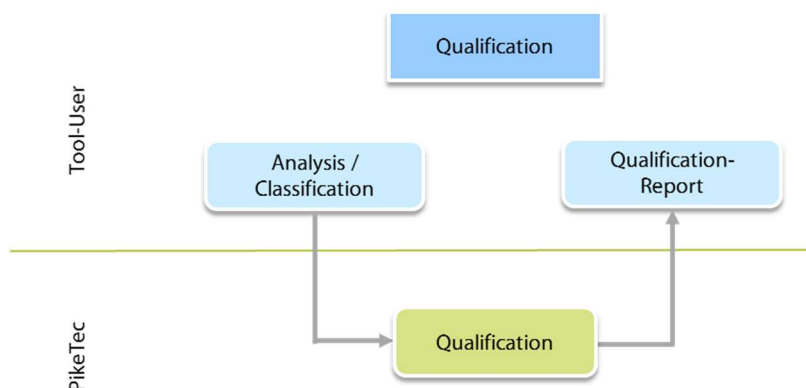 Qualification
Tool-User
Analysis /
Classification
Qualification-
Report
PikeTec
Qualification